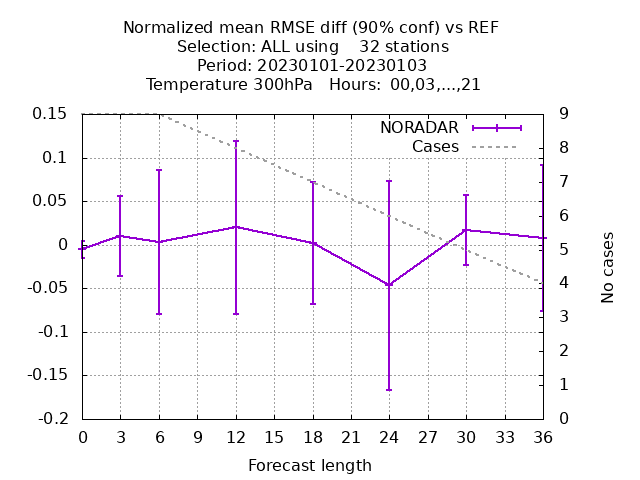 Normalized mean RMSE diff (90% conf) vs REF
Selection: ALL using    32 stations
Period: 20230101-20230103
Temperature 300hPa   Hours:  00,03,...,21
0.15
0.1
0.05
0
-0.05
-0.1
-0.15
-0.2
NORADAR
Cases
9
8
7
6
5
4
3
2
1
0
No cases
0 3 6 9 12 15 18 21 24 27 30 33 36
Forecast length